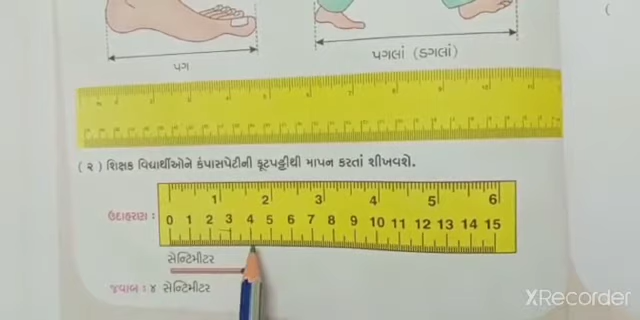 પગ
પગલાં (ડગલાં)
(૨) શિક્ષક વિદ્યાર્થીઓને કંપાસપેટીની ફૂટપટ્ટીથી માપન કરતાં શીખવશે.
ઉદાહરણ :
1 2 3 4 5 6
0 1 2 3 4 5 6 7 8 9 10 11 12 13 14 15
સેન્ટિમીટર
જવાબ : ૪ સેન્ટિમીટર
XRecorder